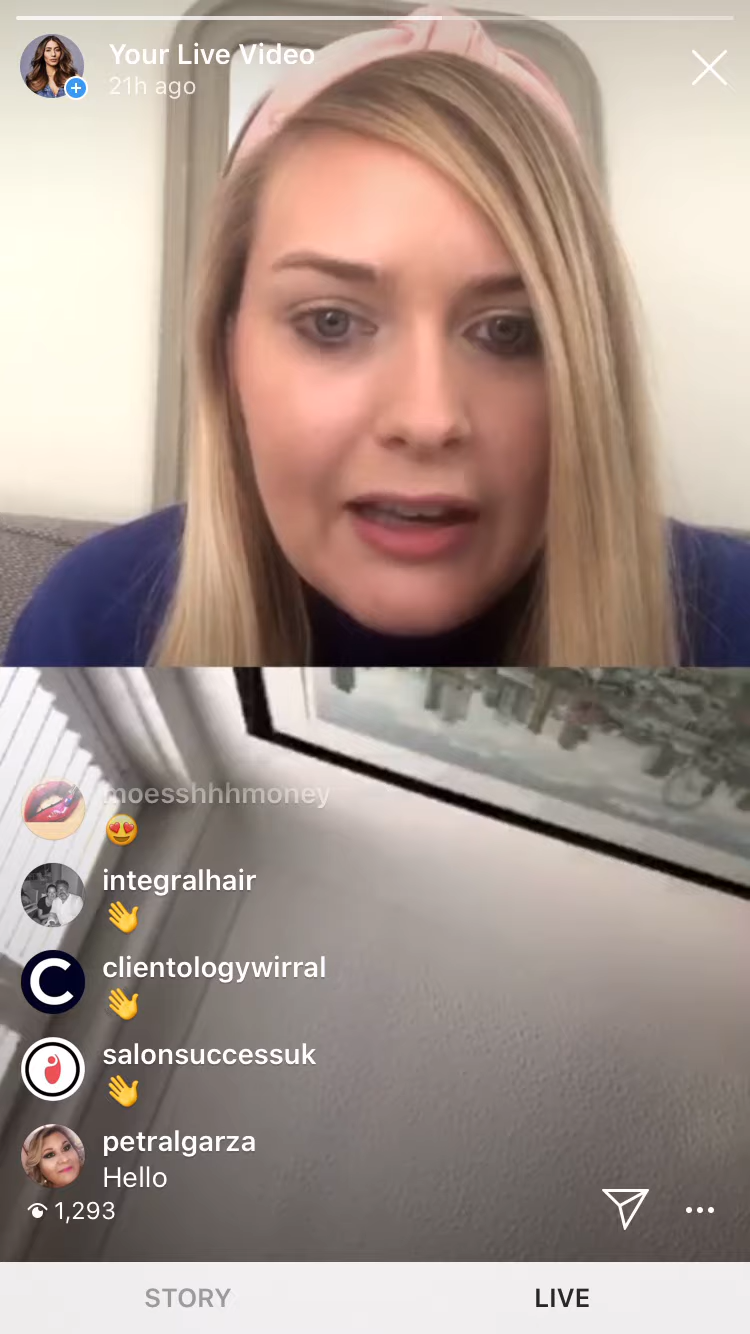 Your Live Video
21h ago
moesshhhmoney
😍
integralhair
👋
clientologywirral
👋
salonsuccessuk
👋
petralgarza
Hello
1,293
STORY
LIVE